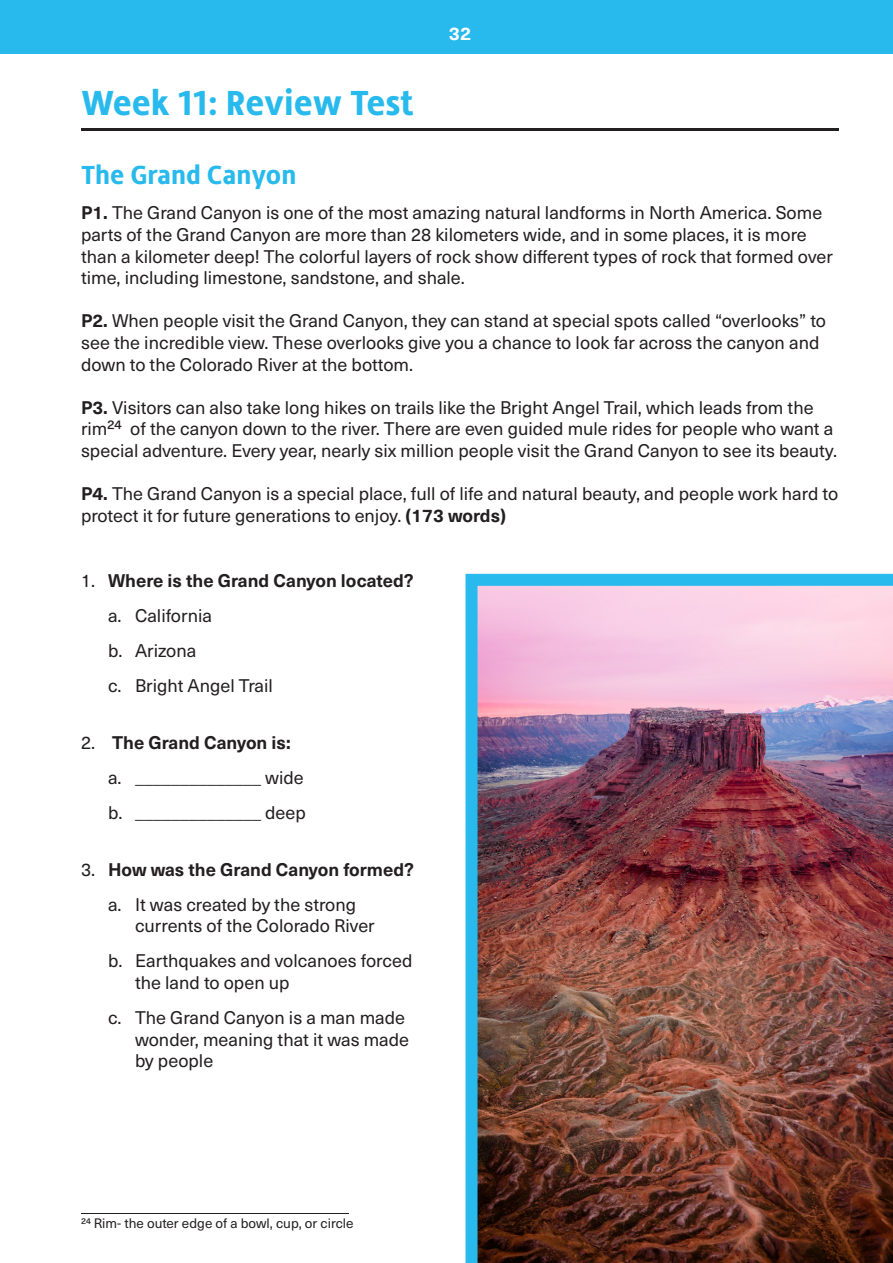 32
Week 11: Review Test
The Grand Canyon
P1. The Grand Canyon is one of the most amazing natural landforms in North America. Some
parts of the Grand Canyon are more than 28 kilometers wide, and in some places, it is more
than a kilometer deep! The colorful layers of rock show different types of rock that formed over
time, including limestone, sandstone, and shale.
P2. When people visit the Grand Canyon, they can stand at special spots called “overlooks” to
see the incredible view. These overlooks give you a chance to look far across the canyon and
down to the Colorado River at the bottom.
P3. Visitors can also take long hikes on trails like the Bright Angel Trail, which leads from the
rim²⁴ of the canyon down to the river. There are even guided mule rides for people who want a
special adventure. Every year, nearly six million people visit the Grand Canyon to see its beauty.
P4. The Grand Canyon is a special place, full of life and natural beauty, and people work hard to
protect it for future generations to enjoy. (173 words)
1. Where is the Grand Canyon located?
a. California
b. Arizona
c. Bright Angel Trail
2. The Grand Canyon is:
a. ______________ wide
b. ______________ deep
3. How was the Grand Canyon formed?
a. It was created by the strong
currents of the Colorado River
b. Earthquakes and volcanoes forced
the land to open up
c. The Grand Canyon is a man made
wonder, meaning that it was made
by people
²⁴ Rim- the outer edge of a bowl, cup, or circle